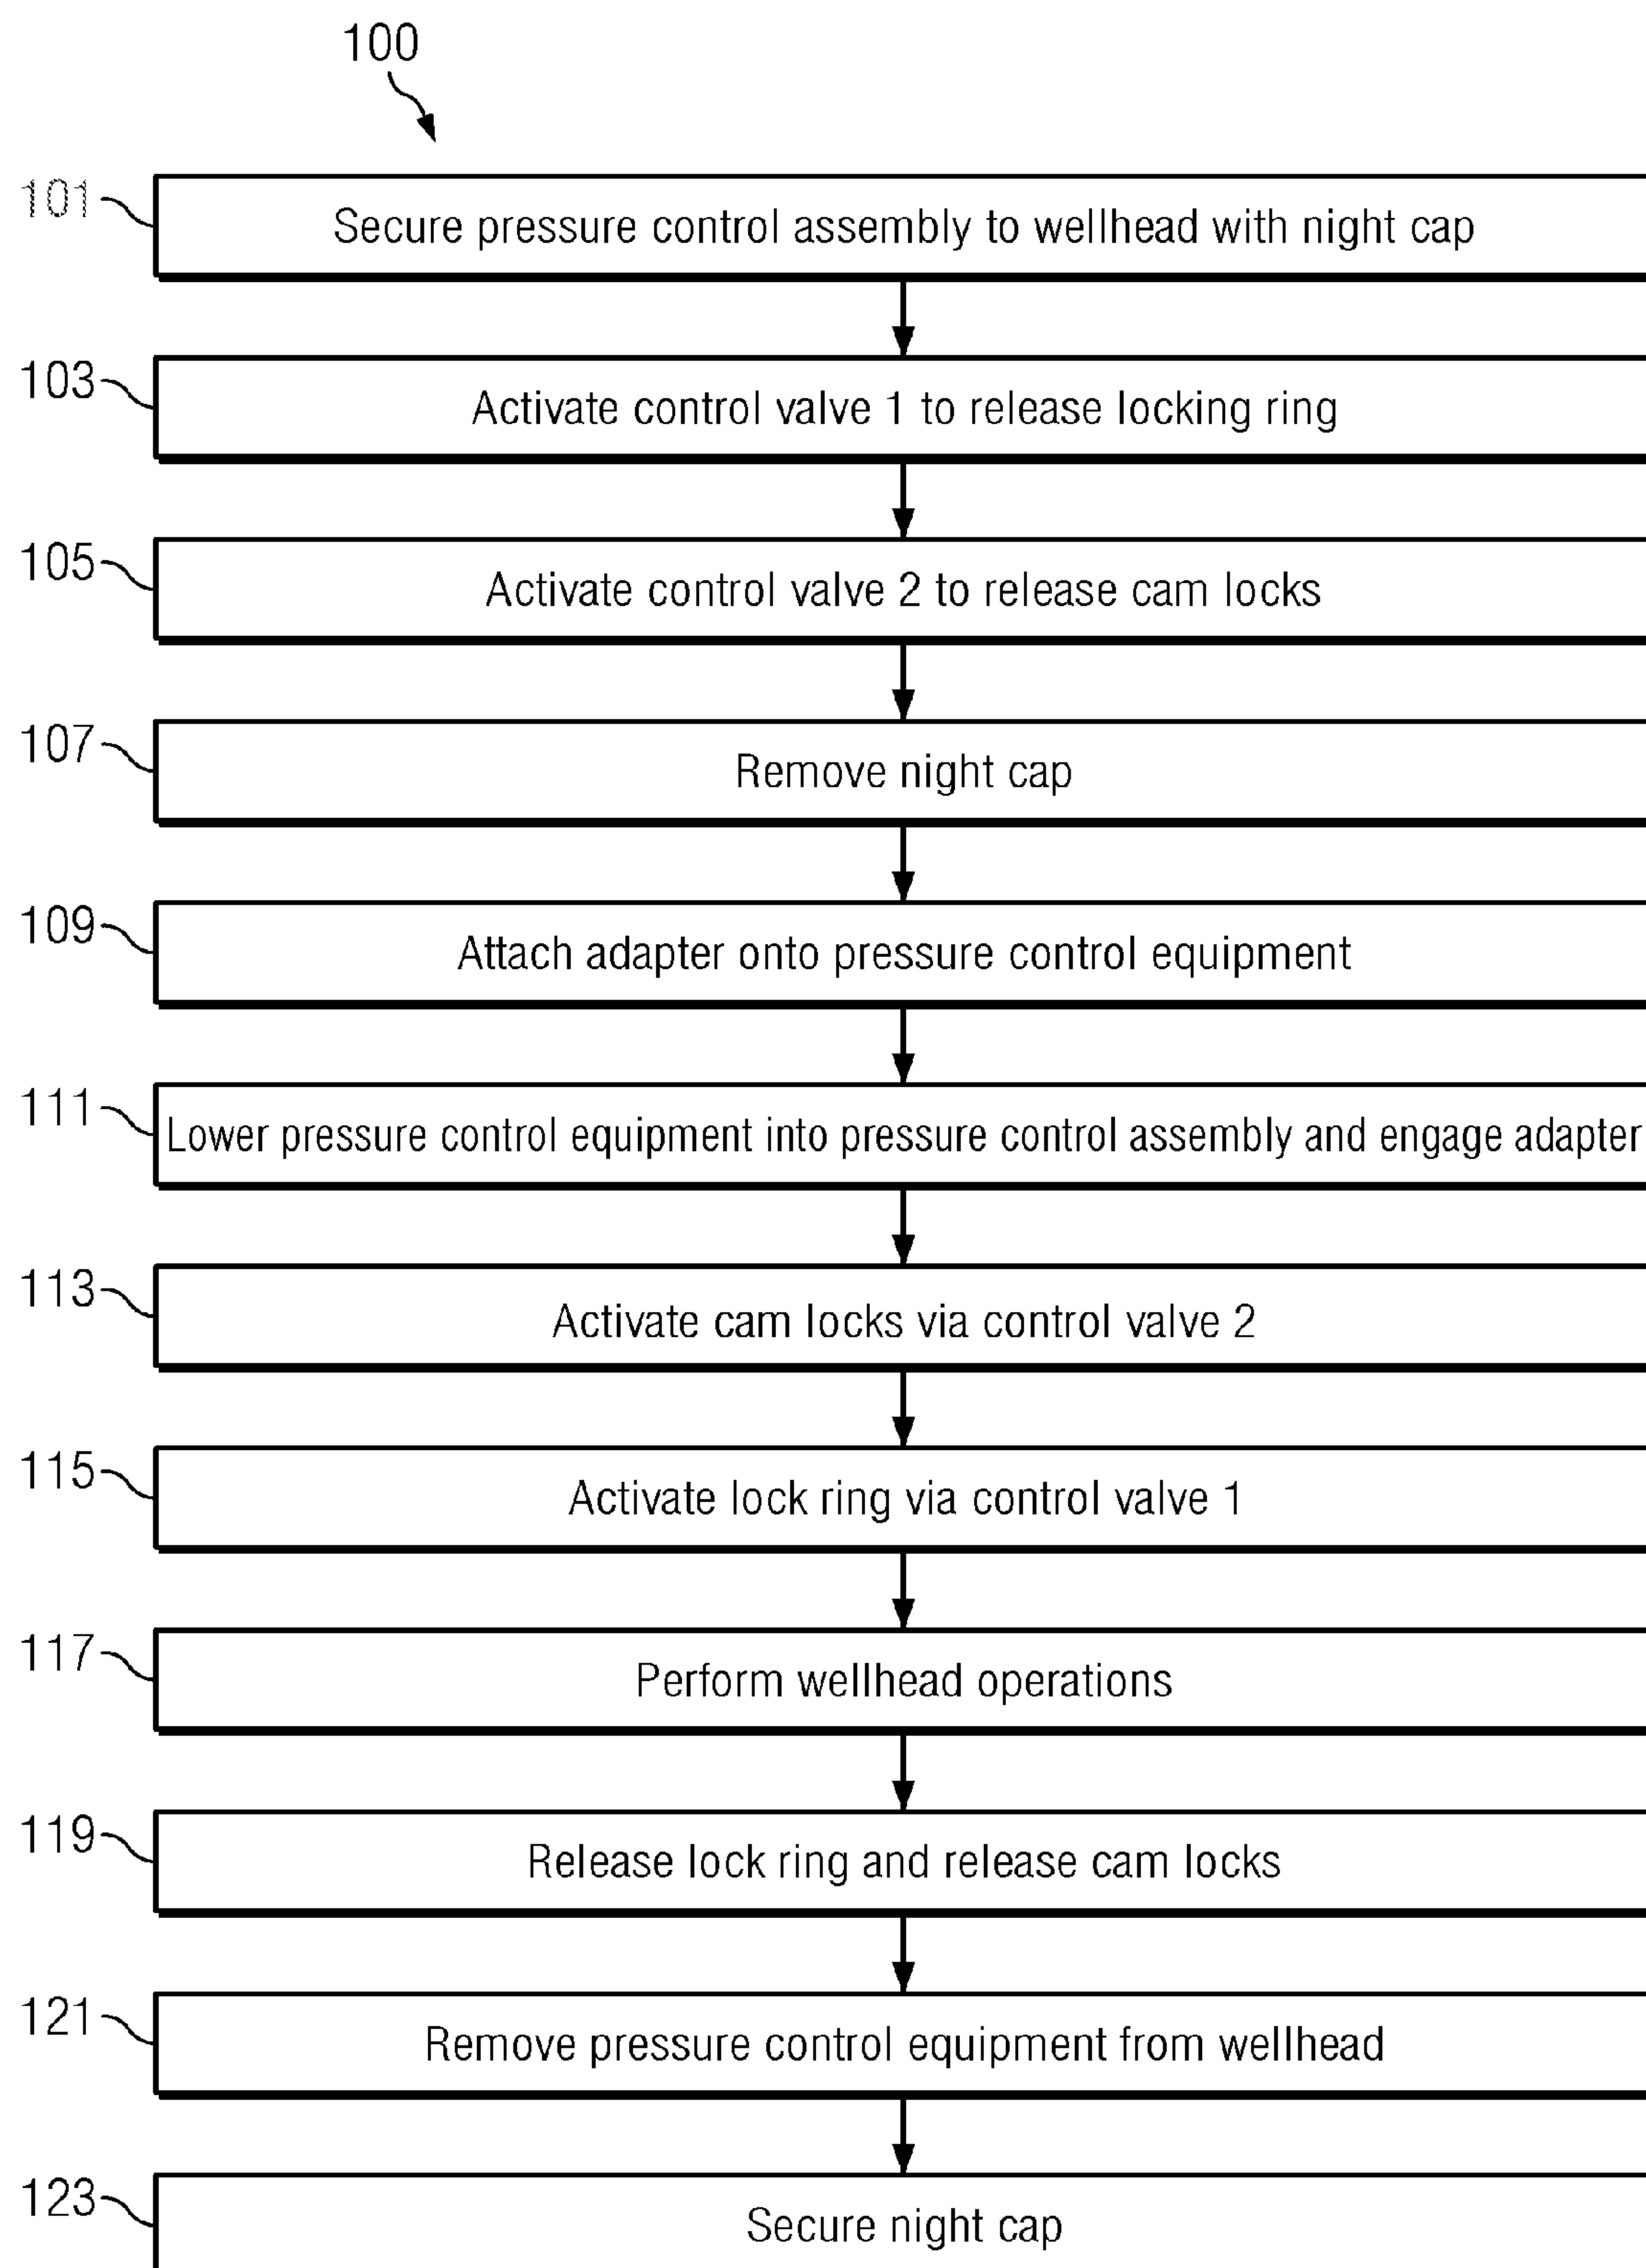 100
101
Secure pressure control assembly to wellhead with night cap
103
Activate control valve 1 to release locking ring
105
Activate control valve 2 to release cam locks
107
Remove night cap
109
Attach adapter onto pressure control equipment
111
Lower pressure control equipment into pressure control assembly and engage adapter
113
Activate cam locks via control valve 2
115
Activate lock ring via control valve 1
117
Perform wellhead operations
119
Release lock ring and release cam locks
121
Remove pressure control equipment from wellhead
123
Secure night cap